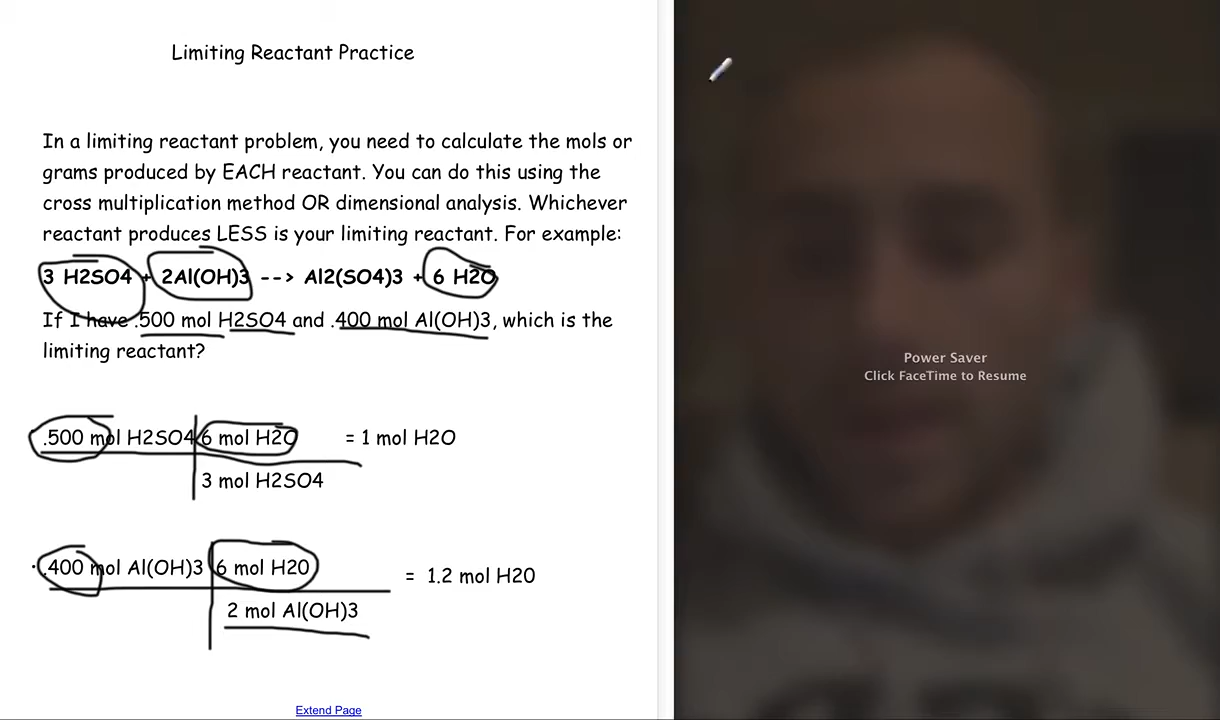 Limiting Reactant Practice
In a limiting reactant problem, you need to calculate the mols or
grams produced by EACH reactant. You can do this using the
cross multiplication method OR dimensional analysis. Whichever
reactant produces LESS is your limiting reactant. For example:
3 H2SO4 + 2Al(OH)3 --> Al2(SO4)3 + 6 H2O
If I have .500 mol H2SO4 and .400 mol Al(OH)3, which is the
limiting reactant?
.500 mol H2SO4 6 mol H2O = 1 mol H2O
3 mol H2SO4
.400 mol Al(OH)3 6 mol H20 = 1.2 mol H20
2 mol Al(OH)3
Extend Page
Power Saver
Click FaceTime to Resume